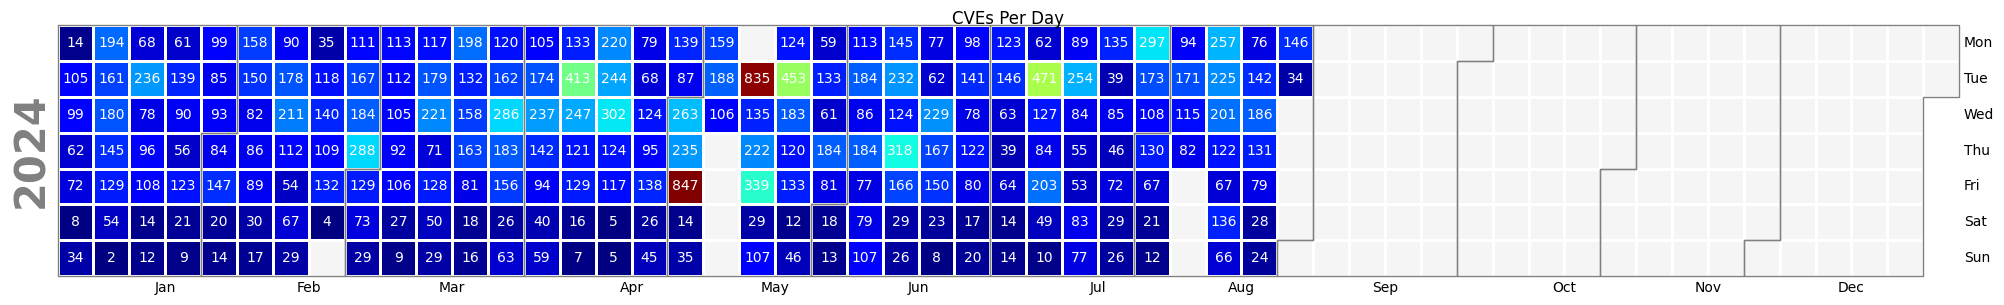 CVEs Per Day
2024
14 194 68 61 99 158 90 35 111 113 117 198 120 105 133 220 79 139 159 124 59 113 145 77 98 123 62 89 135 297 94 257 76 146 Mon
105 161 236 139 85 150 178 118 167 112 179 132 162 174 413 244 68 87 188 835 453 133 184 232 62 141 146 471 254 39 173 171 225 142 34 Tue
99 180 78 90 93 82 211 140 184 105 221 158 286 237 247 302 124 263 106 135 183 61 86 124 229 78 63 127 84 85 108 115 201 186 Wed
62 145 96 56 84 86 112 109 288 92 71 163 183 142 121 124 95 235 222 120 184 184 318 167 122 39 84 55 46 130 82 122 131 Thu
72 129 108 123 147 89 54 132 129 106 128 81 156 94 129 117 138 847 339 133 81 77 166 150 80 64 203 53 72 67 67 79 Fri
8 54 14 21 20 30 67 4 73 27 50 18 26 40 16 5 26 14 29 12 18 79 29 23 17 14 49 83 29 21 136 28 Sat
34 2 12 9 14 17 29 29 9 29 16 63 59 7 5 45 35 107 46 13 107 26 8 20 14 10 77 26 12 66 24 Sun
Jan Feb Mar Apr May Jun Jul Aug Sep Oct Nov Dec